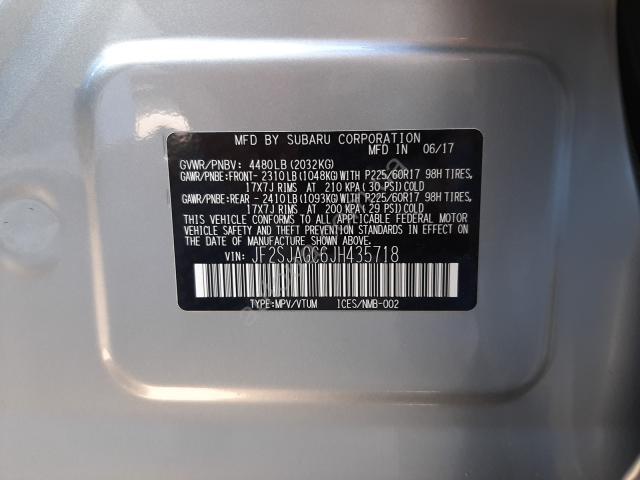 MFD BY SUBARU CORPORATION IN 06/17
GVWR/PNBV: 4480LB (2032KG)
GAWR/PNBE:FRONT- 2310LB(1048KG)WITH P225/60R17 98H TIRES,
17X7J RIMS AT 210 KPA(30 PSI)COLD
GAWR/PNBE:REAR - 2410LB(1093KG)WITH P225/60R17 98H TIRES,
17X7J RIMS AT 200 KPA(29 PSI)COLD
THIS VEHICLE CONFORMS TO ALL APPLICABLE FEDERAL MOTOR
VEHICLE SAFETY AND THEFT PREVENTION STANDARDS IN EFFECT
ON THE DATE OF MANUFACTURE SHOWN ABOVE.
VIN: JF2SJAGC6JH435718
TYPE:MPV/VTUM ICES/NMB-002